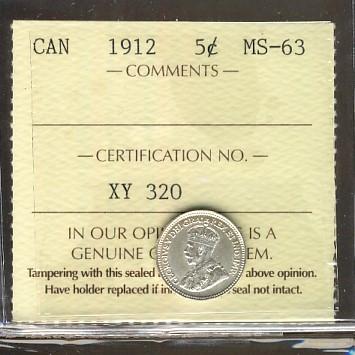 CAN 1912 5¢ MS-63
— COMMENTS —
— CERTIFICATION NO. —
XY 320
IN OUR IS A
GENUINE
Tampering with this sealed above opinion.
Have holder replaced if seal not intact.